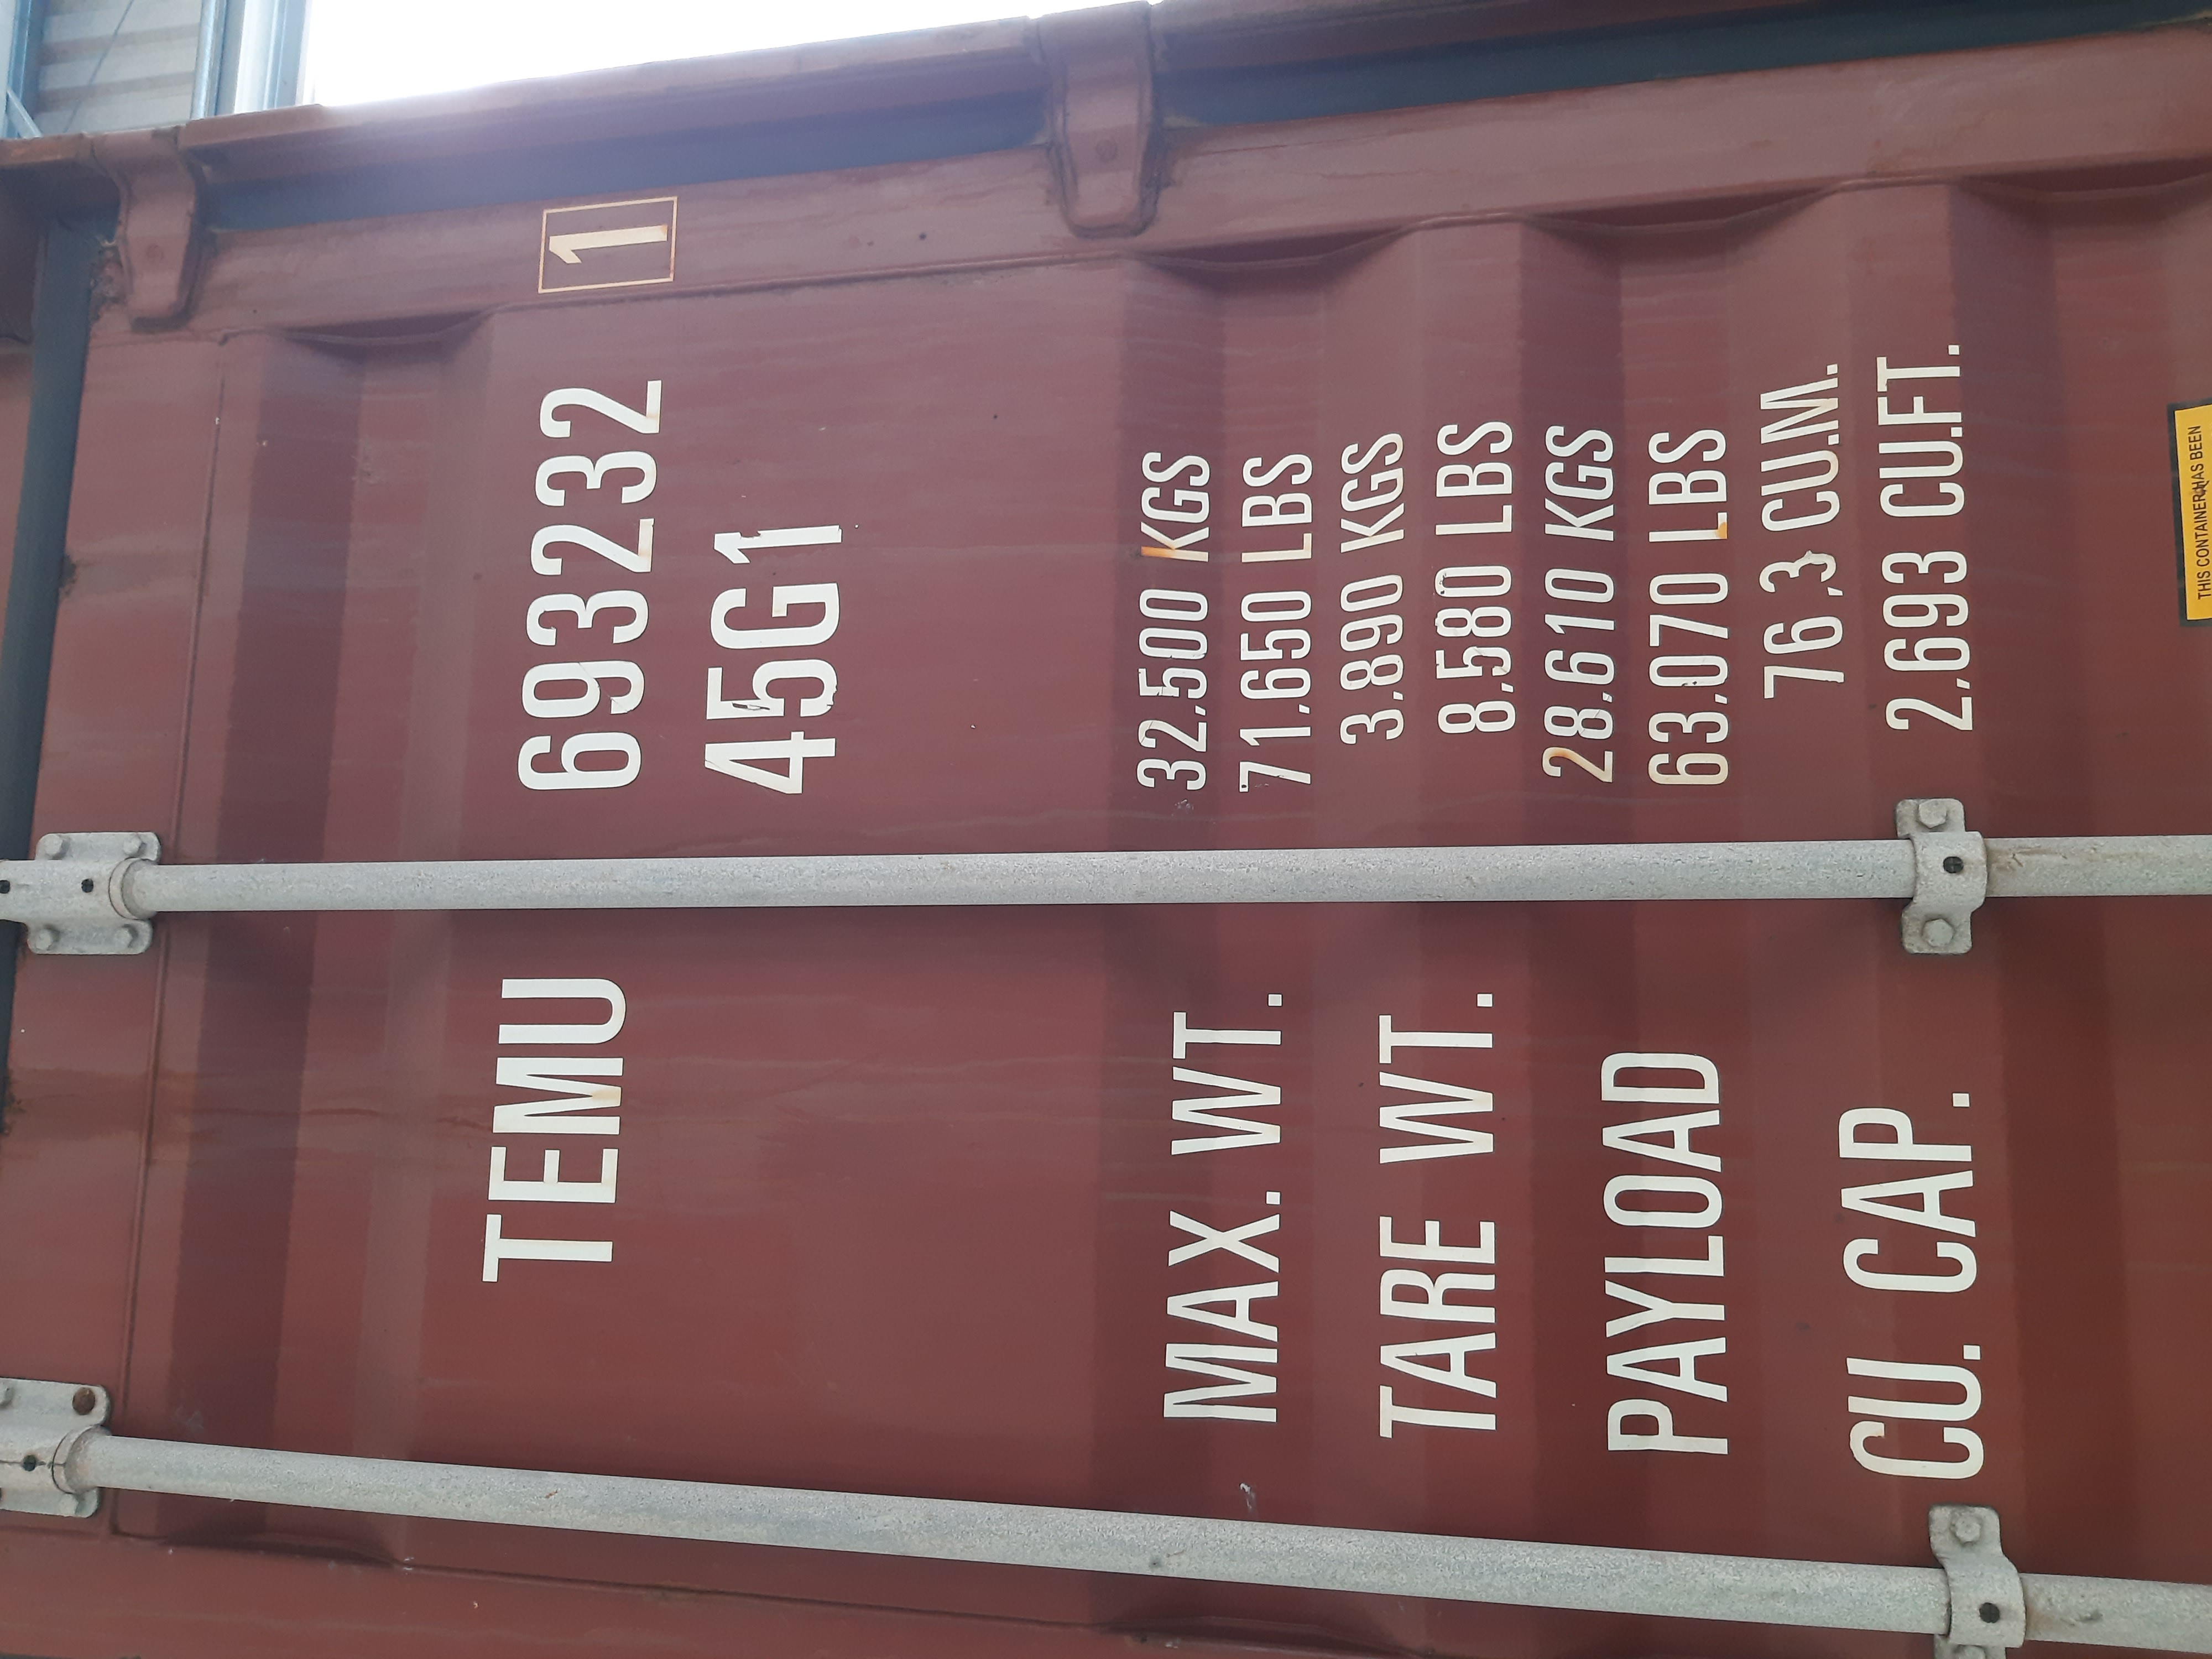 TEMU 693232 1
45G1
MAX. WT. 32.500 KGS
71.650 LBS
TARE WT. 3.890 KGS
8.580 LBS
PAYLOAD 28.610 KGS
63.070 LBS
CU. CAP. 76,3 CU.M.
2,693 CU.FT.
THIS CONTAINER HAS BEEN